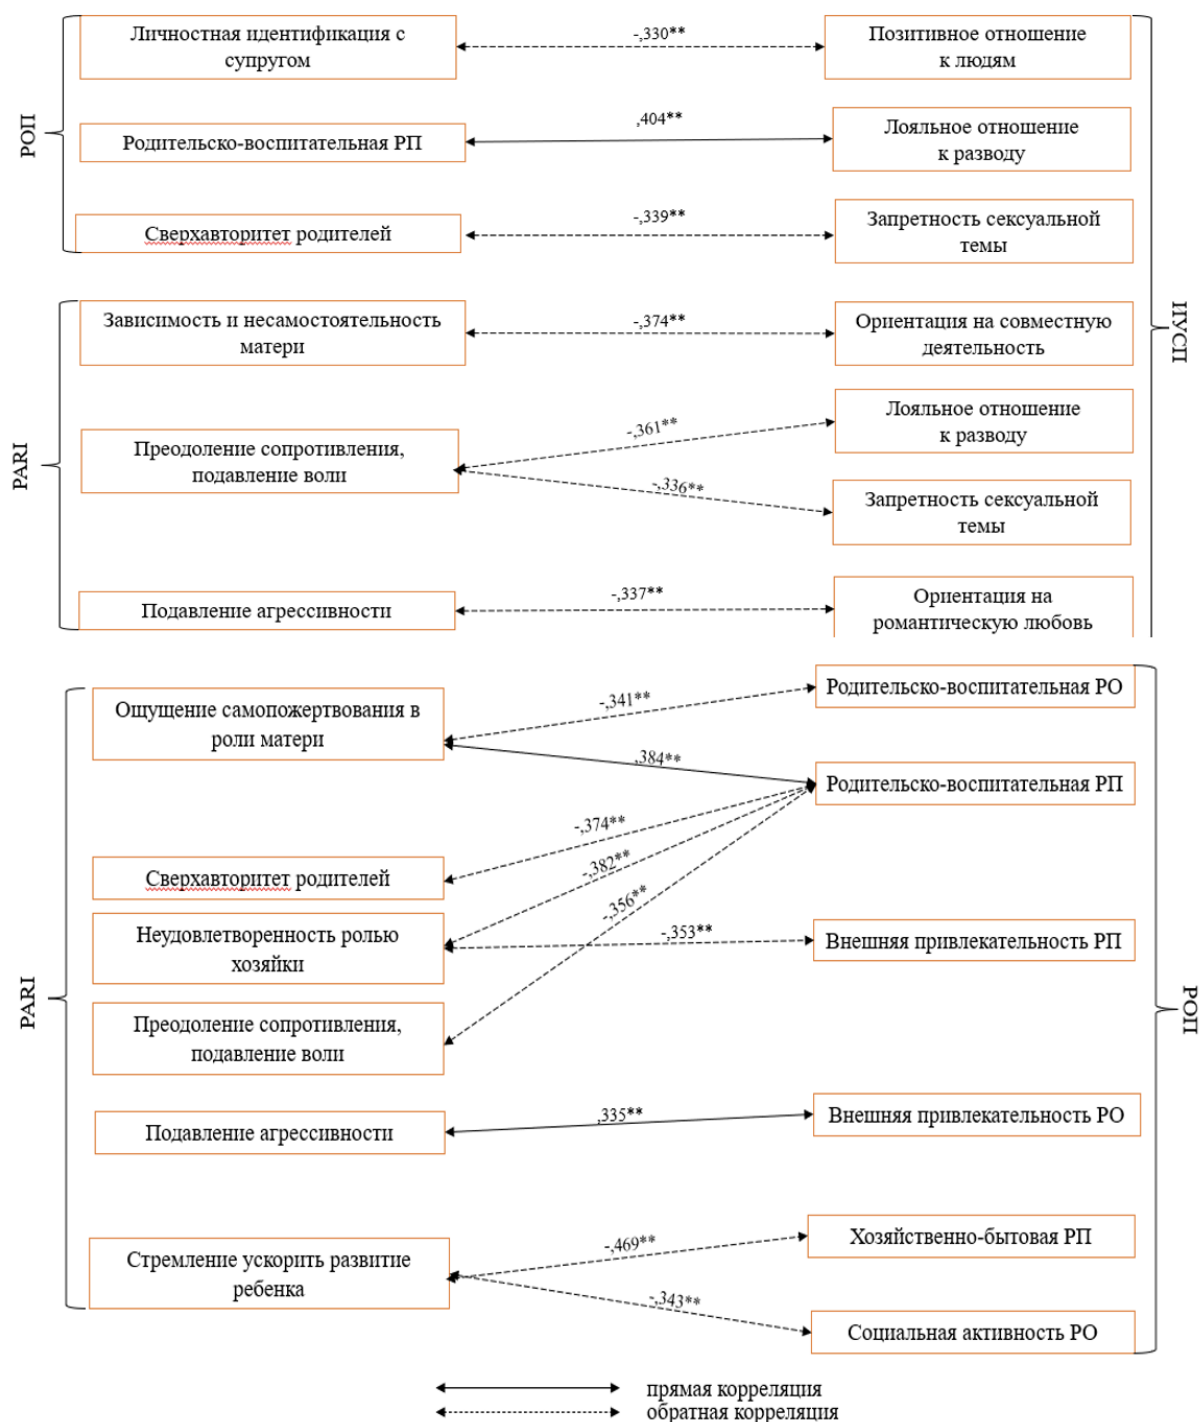 Личностная идентификация с
супругом
-,330**
Позитивное отношение
к людям
РОП
Родительско-воспитательная РП
,404**
Лояльное отношение
к разводу
Сверхавторитет родителей
-,339**
Запретность сексуальной
темы
ИУСП
Зависимость и несамостоятельность
матери
-,374**
Ориентация на совместную
деятельность
PARI
Преодоление сопротивления,
подавление воли
-,361**
Лояльное отношение
к разводу
-,336**
Запретность сексуальной
темы
Подавление агрессивности
-,337**
Ориентация на
романтическую любовь
Ощущение самопожертвования в
роли матери
-,341**
Родительско-воспитательная РО
,384**
Родительско-воспитательная РП
-,374**
Сверхавторитет родителей
-,382**
-,356**
Неудовлетворенность ролью
хозяйки
-,353**
Внешняя привлекательность РП
PARI
РОП
Преодоление сопротивления,
подавление воли
Подавление агрессивности
,335**
Внешняя привлекательность РО
Стремление ускорить развитие
ребенка
-,469**
Хозяйственно-бытовая РП
-,343**
Социальная активность РО
прямая корреляция
обратная корреляция